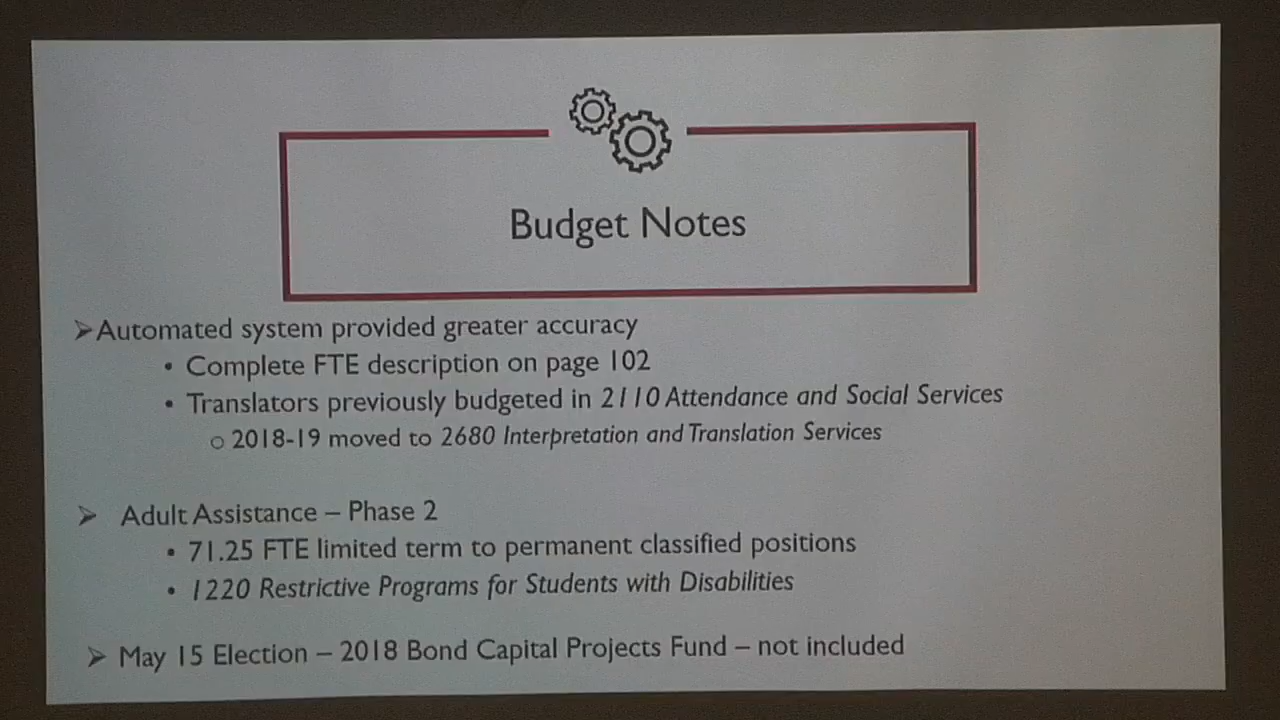 Budget Notes
➢Automated system provided greater accuracy
• Complete FTE description on page 102
• Translators previously budgeted in 2110 Attendance and Social Services
○ 2018-19 moved to 2680 Interpretation and Translation Services
➢ Adult Assistance – Phase 2
• 71.25 FTE limited term to permanent classified positions
• 1220 Restrictive Programs for Students with Disabilities
➢ May 15 Election – 2018 Bond Capital Projects Fund – not included